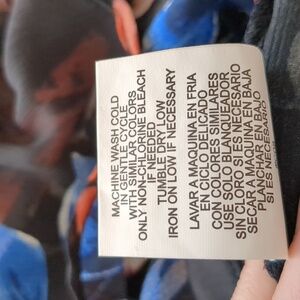 MACHINE WASH COLD
IN GENTLE CYCLE
WITH SIMILAR COLORS
ONLY NON-CHLORINE BLEACH
IF NEEDED
TUMBLE DRY LOW
IRON ON LOW IF NECESSARY
LAVAR A MAQUINA EN FRIA
EN CICLO DELICADO
CON COLORES SIMILARES
USE SOLO BLANQUEADOR
SIN CLORO SI ES NECESARIO
SECAR A MAQUINA EN BAJA
PLANCHAR EN BAJO
SI ES NECESARIO